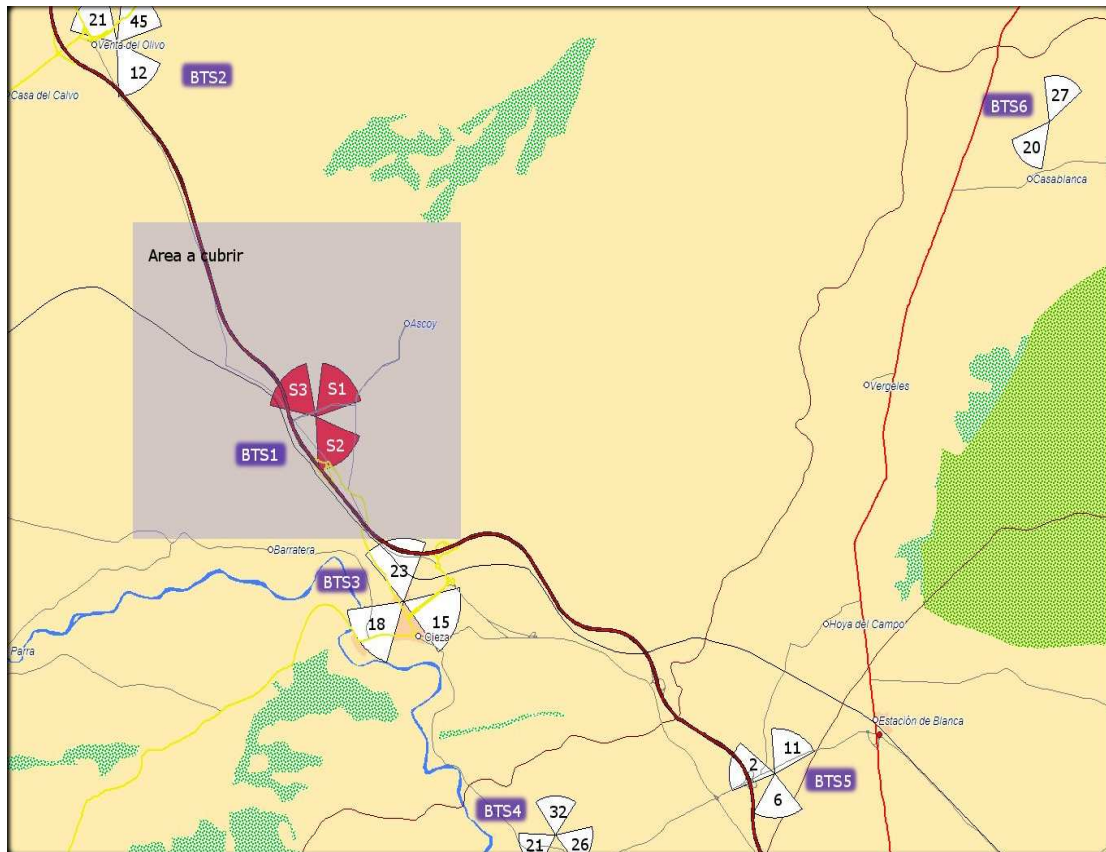 21
45
Venta del Olivo
12
BTS2
Casa del Calvo
27
BTS6
20
Casablanca
Area a cubrir
Ascoy
S3
S1
Vergeles
S2
BTS1
Barratera
23
BTS3
18
15
Cieza
Parra
Hoya del Campo
Estación de Blanca
11
2
BTS5
6
BTS4
32
21
26